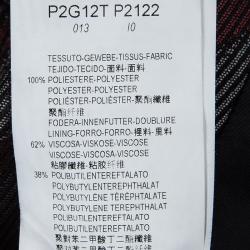 P2G12T P2122
013 10
TESSUTO-GEWEBE-TISSUS-FABRIC
TEJIDO-TECIDO-面料-面料
100% POLIESTERE-POLYESTER
POLYESTER-POLYESTER
POLIÉSTER-POLIÉSTER-聚酯纖維
聚酯纤维
FODERA-INNENFUTTER-DOUBLURE
LINING-FORRO-FORRO-裡料-里料
62% VISCOSA-VISKOSE-VISCOSE
VISCOSE-VISCOSA-VISCOSE
粘膠纖維-粘胶纤维
38% POLIBUTILENTEREFTALATO
POLYBUTYLENTEREPHTHALAT
POLYBUTYLÈNE TÉRÉPHTALATE
POLYBUTYLENE TEREPHTHALATE
POLIBUTILENTEREFTALATO
POLIBUTILENTEREFTALATO
聚對苯二甲酸丁二酯纖維
聚对苯二甲酸丁二酯纤维